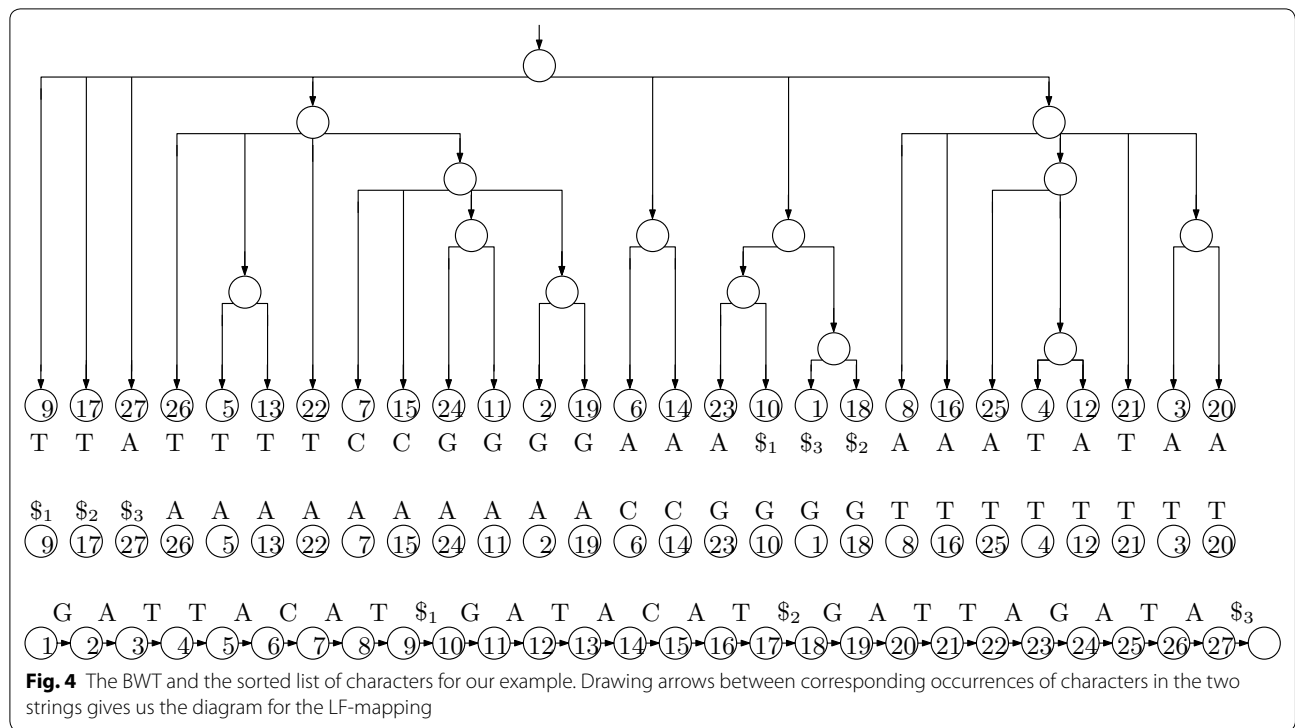 9 17 27 26 5 13 22 7 15 24 11 2 19 6 14 23 10 1 18 8 16 25 4 12 21 3 20
T T A T T T T C C G G G G A A A $1 $3 $2 A A A T A T A A
$1 $2 $3 A A A A A A A A A A C C G G G G T T T T T T T T
9 17 27 26 5 13 22 7 15 24 11 2 19 6 14 23 10 1 18 8 16 25 4 12 21 3 20
G A T T A C A T $1 G A T A C A T $2 G A T T A G A T A $3
1 2 3 4 5 6 7 8 9 10 11 12 13 14 15 16 17 18 19 20 21 22 23 24 25 26 27
Fig. 4 The BWT and the sorted list of characters for our example. Drawing arrows between corresponding occurrences of characters in the two
strings gives us the diagram for the LF-mapping